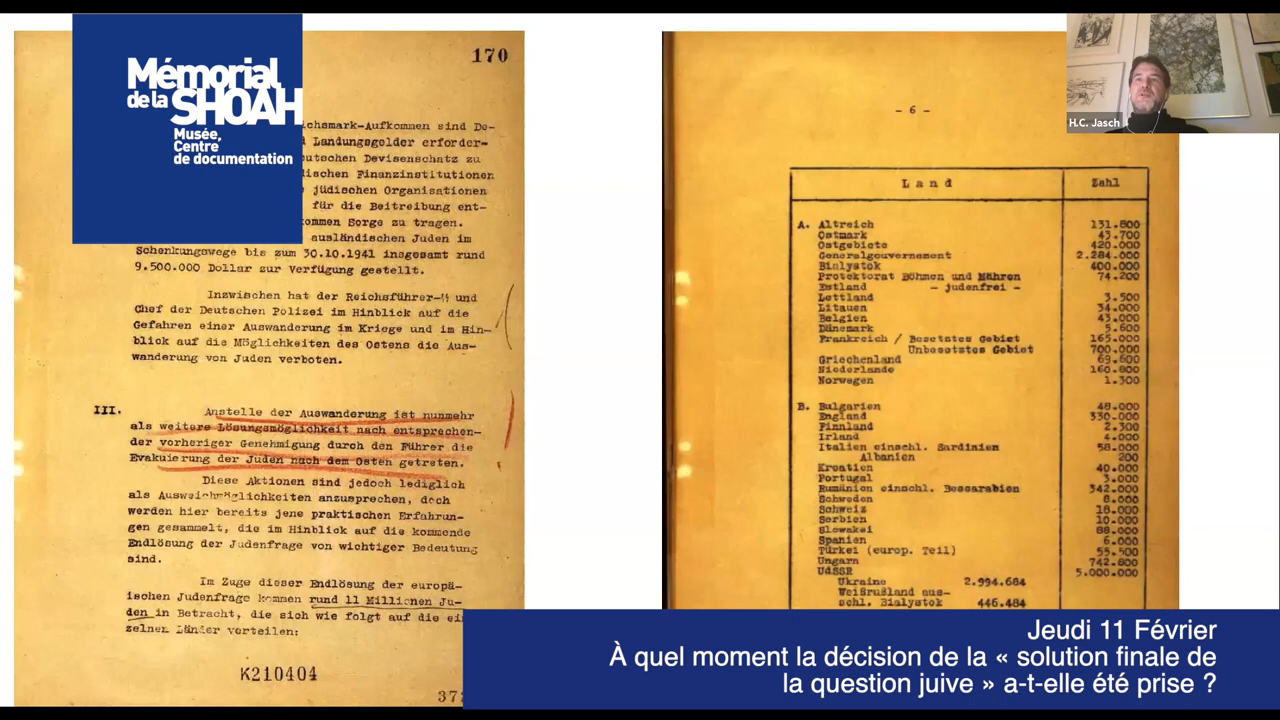 170
Mémorial
de la SHOAH
Musée,
Centre
de documentation
chsmark-Aufkommen sind De-
Landungsgelder erforder-
eutschen Devisenschatz zu
ischen Finanzinstitutionen
jüdischen Organisationen
für die Beitreibung ent-
ommen Sorge zu tragen.
ausländischen Juden im
Schenkungswege bis zum 30.10.1941 insgesamt rund
9.500.000 Dollar zur Verfügung gestellt.
Inzwischen hat der Reichsführer-SS und
Chef der Deutschen Polizei im Hinblick auf die
Gefahren einer Auswanderung im Kriege und im Hin-
blick auf die Möglichkeiten des Ostens die Aus-
wanderung von Juden verboten.
III. Anstelle der Auswanderung ist nunmehr
als weitere Lösungsmöglichkeit nach entsprechen-
der vorheriger Genehmigung durch den Führer die
Evakuierung der Juden nach dem Osten getreten.
Diese Aktionen sind jedoch lediglich
als Ausweichmöglichkeiten anzusprechen, doch
werden hier bereits jene praktischen Erfahrun-
gen gesammelt, die im Hinblick auf die kommende
Endlösung der Judenfrage von wichtiger Bedeutung
sind.
Im Zuge dieser Endlösung der europä-
ischen Judenfrage kommen rund 11 Millionen Ju-
den in Betracht, die sich wie folgt auf die ein
zelnen Länder verteilen:
K210404
37
- 6 -
Land Zahl
A. Altreich 131.800
Ostmark 43.700
Ostgebiete 420.000
Generalgouvernement 2.284.000
Bialystok 400.000
Protektorat Böhmen und Mähren 74.200
Estland - judenfrei -
Lettland 3.500
Litauen 34.000
Belgien 43.000
Dänemark 5.600
Frankreich / Besetztes Gebiet 165.000
Unbesetztes Gebiet 700.000
Griechenland 69.600
Niederlande 160.800
Norwegen 1.300
B. Bulgarien 48.000
England 330.000
Finnland 2.300
Irland 4.000
Italien einschl. Sardinien 58.000
Albanien 200
Kroatien 40.000
Portugal 3.000
Rumänien einschl. Bessarabien 342.000
Schweden 8.000
Schweiz 18.000
Serbien 10.000
Slowakei 88.000
Spanien 6.000
Türkei (europ. Teil) 55.500
Ungarn 742.800
UdSSR 5.000.000
Ukraine 2.994.684
Weißrußland aus-
schl. Bialystok 446.484
H.C. Jasch
Jeudi 11 Février
À quel moment la décision de la « solution finale de
la question juive » a-t-elle été prise ?